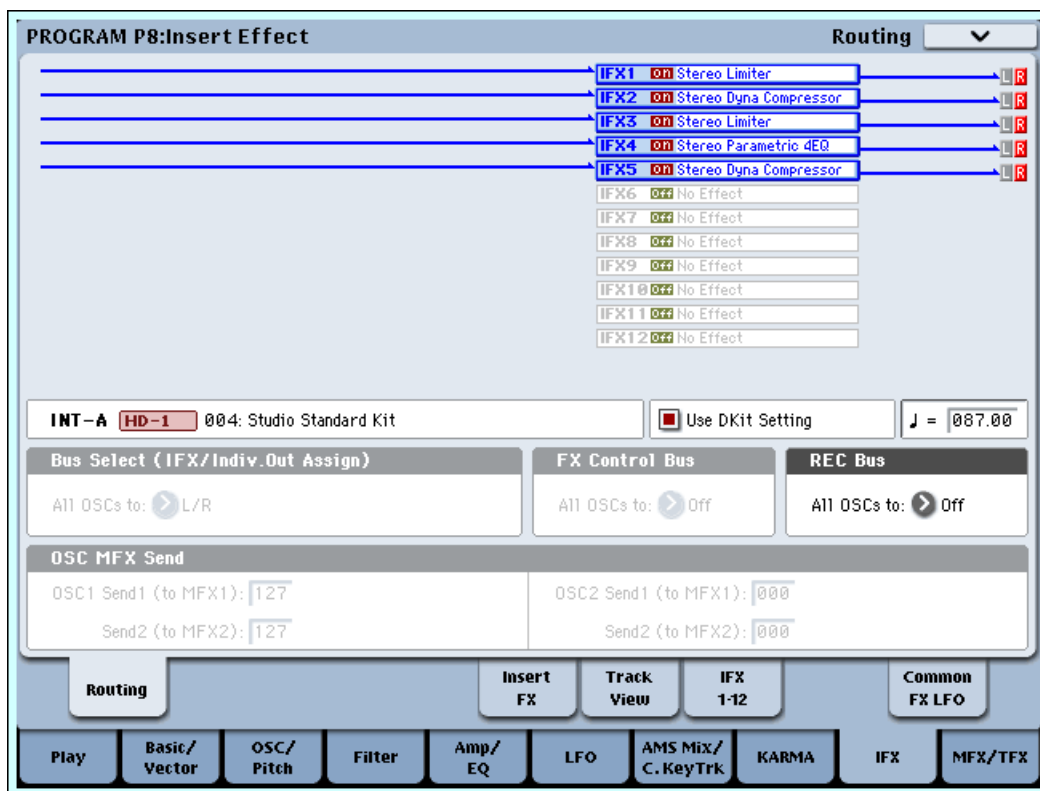 PROGRAM P8:Insert Effect Routing
IFX1 On Stereo Limiter L R
IFX2 On Stereo Dyna Compressor L R
IFX3 On Stereo Limiter L R
IFX4 On Stereo Parametric 4EQ L R
IFX5 On Stereo Dyna Compressor L R
IFX6 Off No Effect
IFX7 Off No Effect
IFX8 Off No Effect
IFX9 Off No Effect
IFX10 Off No Effect
IFX11 Off No Effect
IFX12 Off No Effect
INT-A HD-1 004: Studio Standard Kit Use DKit Setting ♩ = 087.00
Bus Select (IFX/Indiv.Out Assign) FX Control Bus REC Bus
All OSCs to: L/R All OSCs to: Off All OSCs to: Off
OSC MFX Send
OSC1 Send1 (to MFX1): 127 OSC2 Send1 (to MFX1): 000
Send2 (to MFX2): 127 Send2 (to MFX2): 000
Routing Insert FX Track View IFX 1-12 Common FX LFO
Play Basic/Vector OSC/Pitch Filter Amp/EQ LFO AMS Mix/C.KeyTrk KARMA IFX MFX/TFX